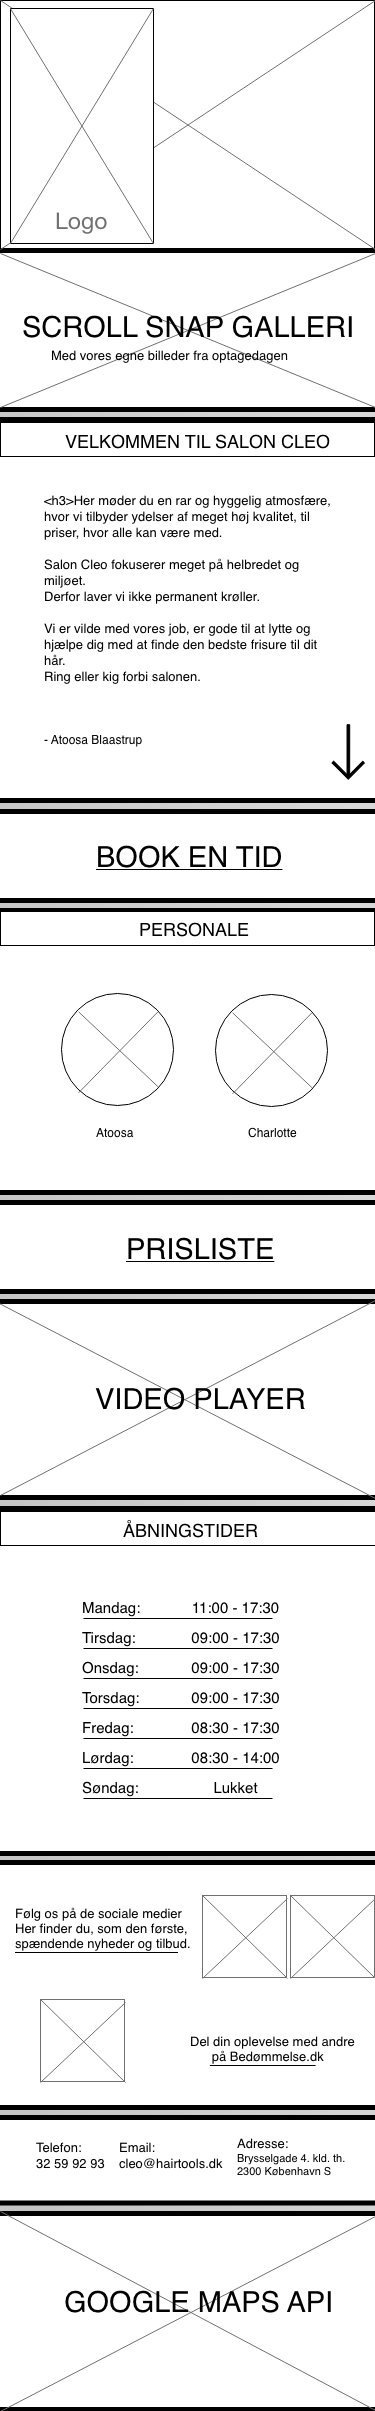 Logo
SCROLL SNAP GALLERI
Med vores egne billeder fra optagedagen
VELKOMMEN TIL SALON CLEO
<h3>Her møder du en rar og hyggelig atmosfære,
hvor vi tilbyder ydelser af meget høj kvalitet, til
priser, hvor alle kan være med.
Salon Cleo fokuserer meget på helbredet og
miljøet.
Derfor laver vi ikke permanent krøller.
Vi er vilde med vores job, er gode til at lytte og
hjælpe dig med at finde den bedste frisure til dit
hår.
Ring eller kig forbi salonen.
- Atoosa Blaastrup
BOOK EN TID
PERSONALE
Atoosa Charlotte
PRISLISTE
VIDEO PLAYER
ÅBNINGSTIDER
Mandag: 11:00 - 17:30
Tirsdag: 09:00 - 17:30
Onsdag: 09:00 - 17:30
Torsdag: 09:00 - 17:30
Fredag: 08:30 - 17:30
Lørdag: 08:30 - 14:00
Søndag: Lukket
Følg os på de sociale medier
Her finder du, som den første,
spændende nyheder og tilbud.
Del din oplevelse med andre
på Bedømmelse.dk
Telefon:
32 59 92 93
Email:
cleo@hairtools.dk
Adresse:
Brysselgade 4. kld. th.
2300 København S
GOOGLE MAPS API